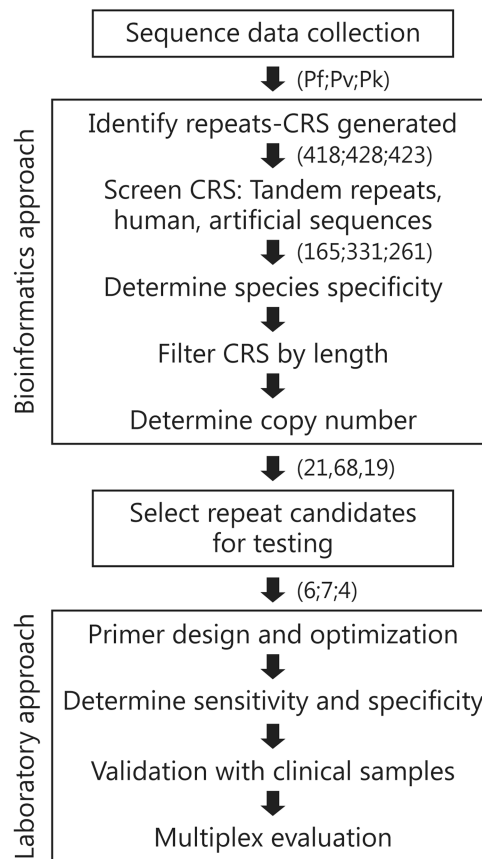 Sequence data collection
(Pf;Pv;Pk)
Bioinformatics approach
Identify repeats-CRS generated
(418;428;423)
Screen CRS: Tandem repeats,
human, artificial sequences
(165;331;261)
Determine species specificity
Filter CRS by length
Determine copy number
(21,68,19)
Select repeat candidates
for testing
(6;7;4)
Laboratory approach
Primer design and optimization
Determine sensitivity and specificity
Validation with clinical samples
Multiplex evaluation